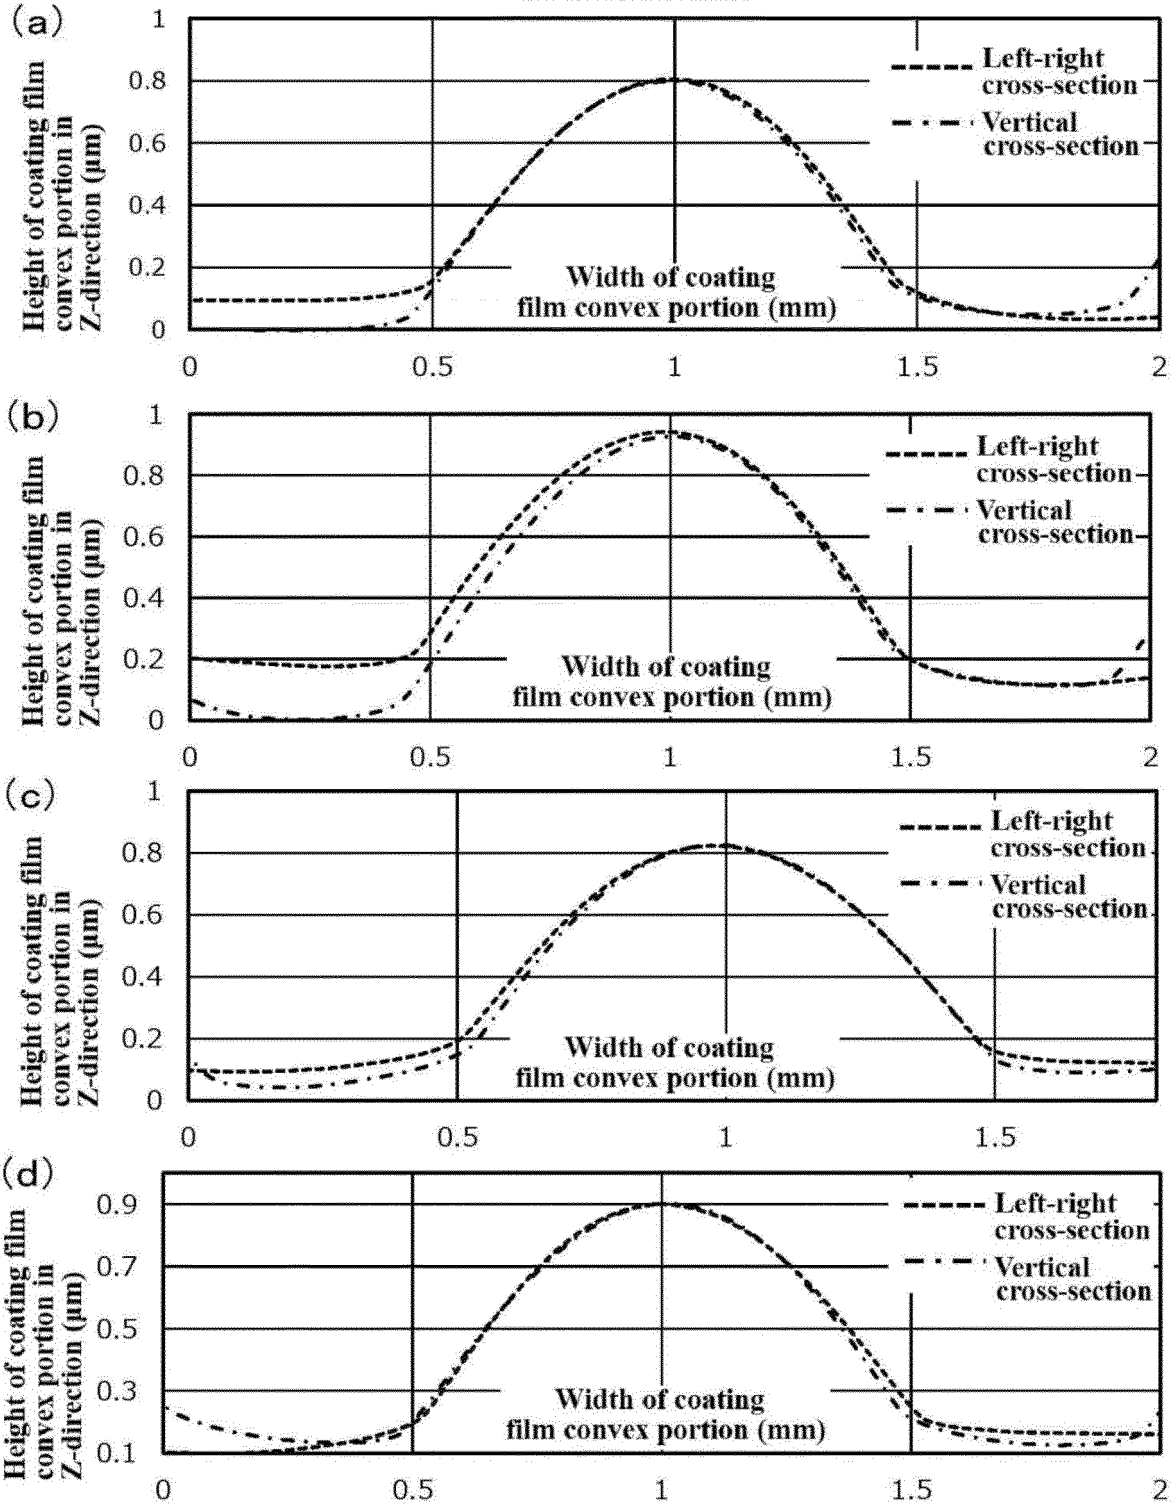 (a)
Height of coating film
convex portion in
Z-direction (μm)
1
0.8
0.6
0.4
0.2
0
Left-right
cross-section
Vertical
cross-section
Width of coating
film convex portion (mm)
0 0.5 1 1.5 2
(b)
Height of coating film
convex portion in
Z-direction (μm)
1
0.8
0.6
0.4
0.2
0
Left-right
cross-section
Vertical
cross-section
Width of coating
film convex portion (mm)
0 0.5 1 1.5 2
(c)
Height of coating film
convex portion in
Z-direction (μm)
1
0.8
0.6
0.4
0.2
0
Left-right
cross-section
Vertical
cross-section
Width of coating
film convex portion (mm)
0 0.5 1 1.5
(d)
Height of coating film
convex portion in
Z-direction (μm)
0.9
0.7
0.5
0.3
0.1
Left-right
cross-section
Vertical
cross-section
Width of coating
film convex portion (mm)
0 0.5 1 1.5 2